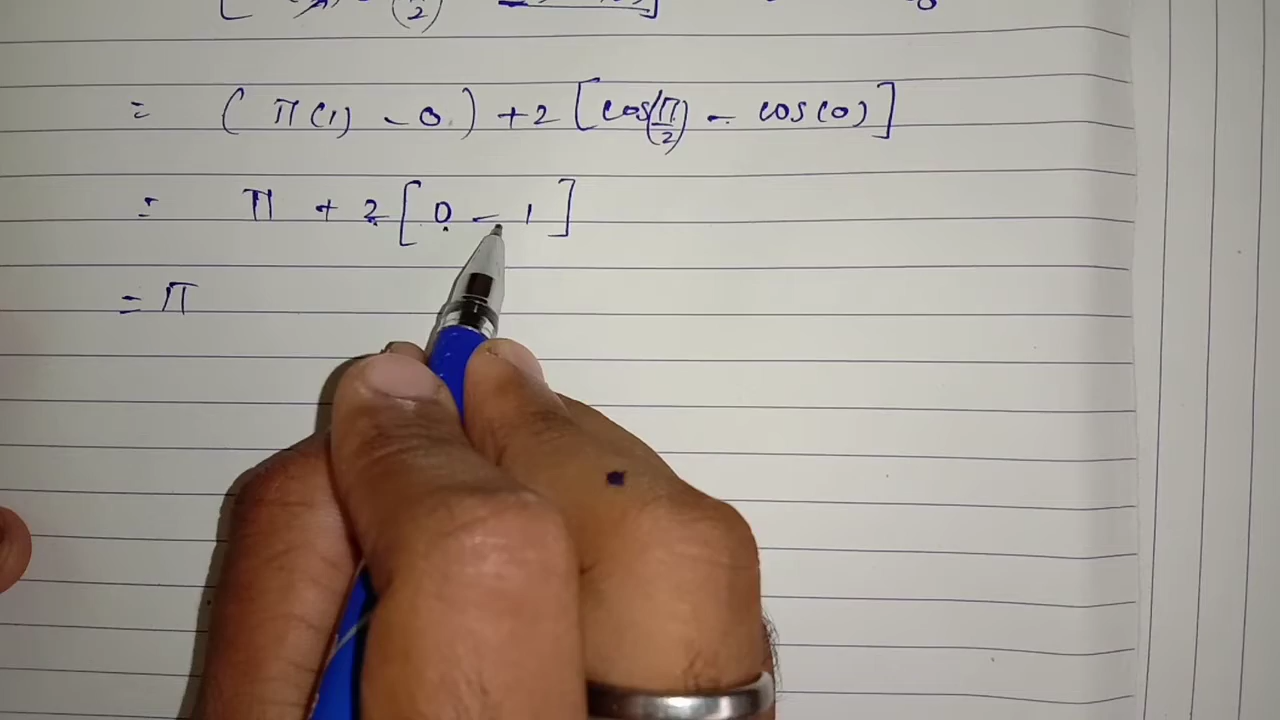 = ( π(1) - 0 ) + 2 [ cos(π/2) - cos(0) ]
= π + 2 [ 0 - 1 ]
= π